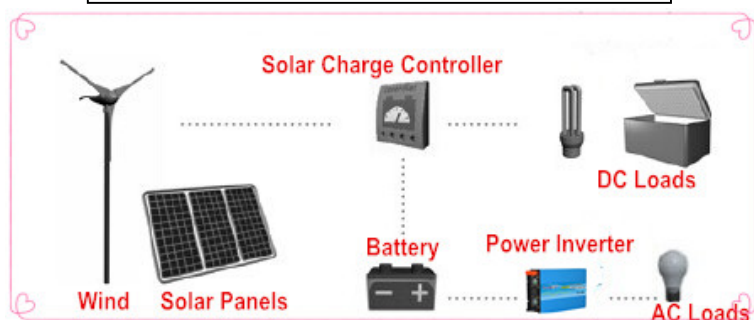 Solar Charge Controller
DC Loads
Battery
Power Inverter
Wind
Solar Panels
AC Loads